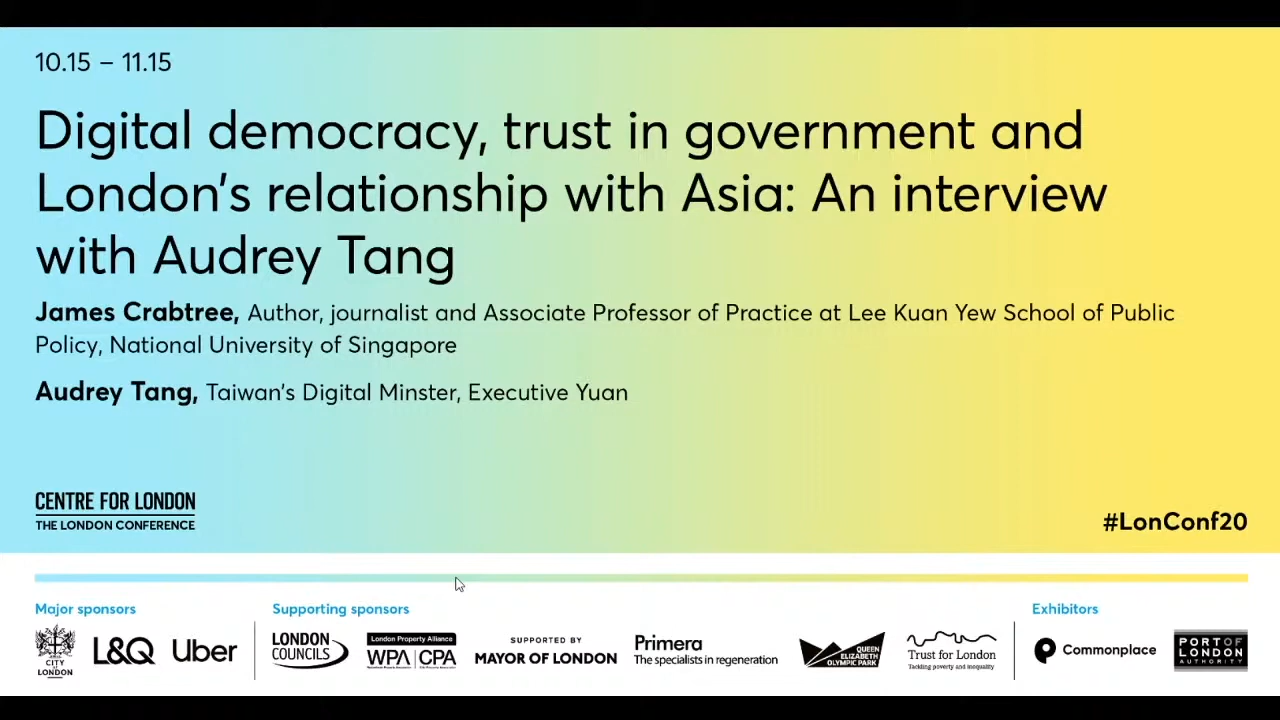 10.15 – 11.15
Digital democracy, trust in government and
London's relationship with Asia: An interview
with Audrey Tang
James Crabtree, Author, journalist and Associate Professor of Practice at Lee Kuan Yew School of Public
Policy, National University of Singapore
Audrey Tang, Taiwan's Digital Minster, Executive Yuan
CENTRE FOR LONDON
THE LONDON CONFERENCE
#LonConf20
Major sponsors
Supporting sponsors
Exhibitors
CITY
OF
LONDON
L&Q
Uber
LONDON
COUNCILS
London Property Alliance
WPA CPA
SUPPORTED BY
MAYOR OF LONDON
Primera
The specialists in regeneration
QUEEN
ELIZABETH
OLYMPIC PARK
Trust for London
Tackling poverty and inequality
Commonplace
PORT OF
LONDON
AUTHORITY